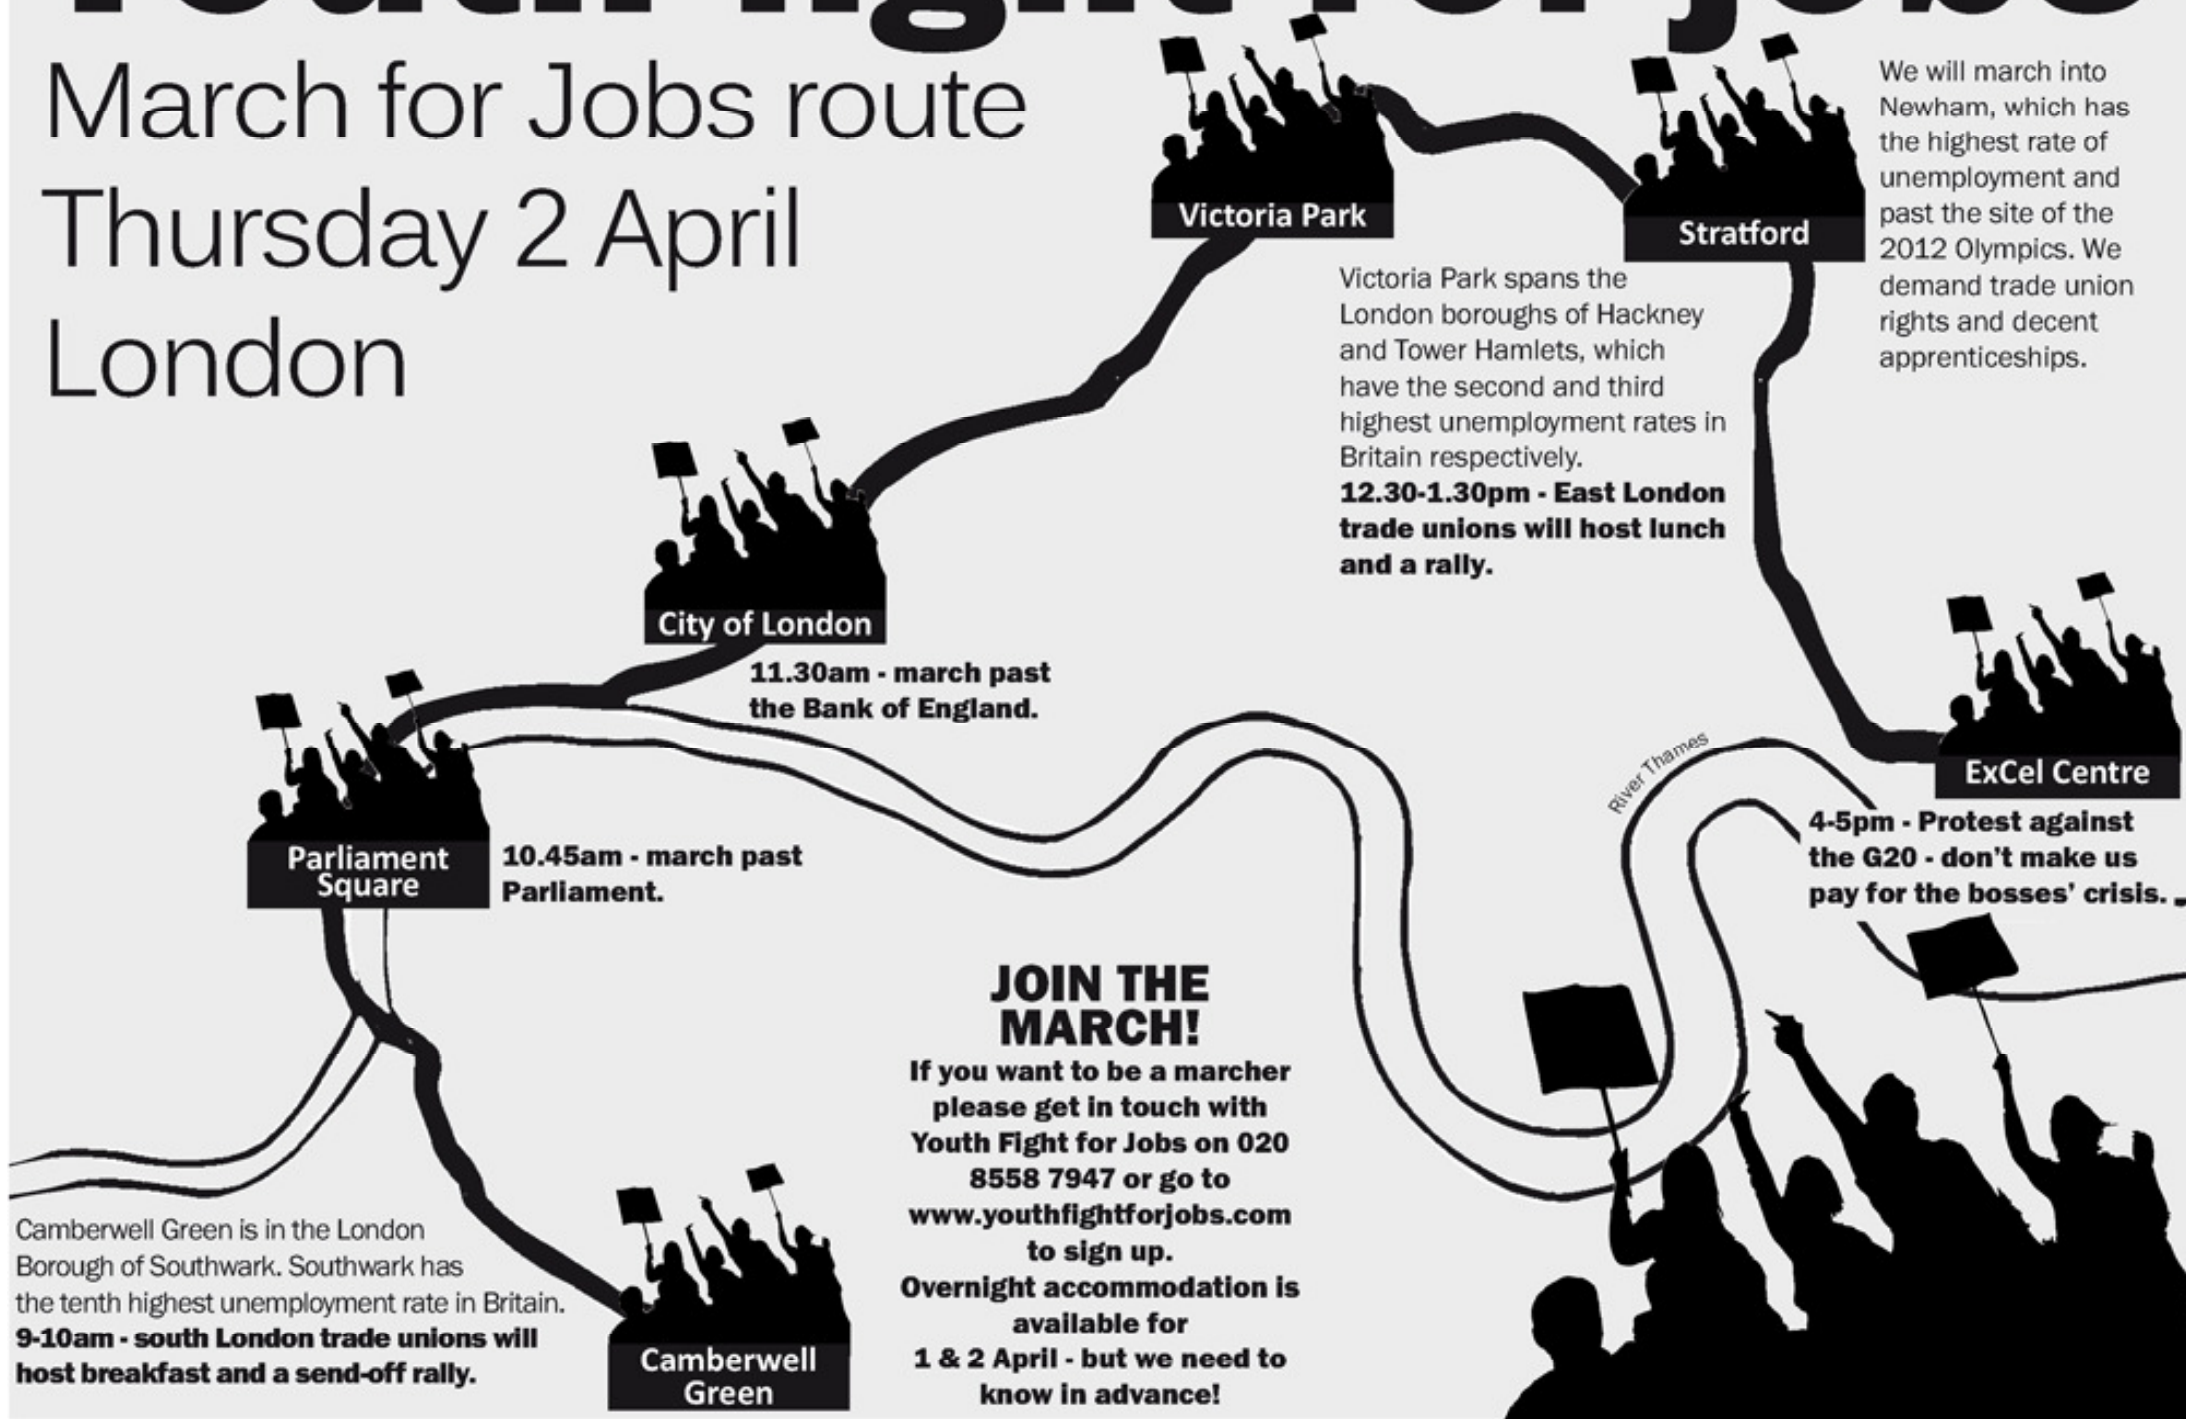 Youth fight for jobs
March for Jobs route
Thursday 2 April
London
Victoria Park
Stratford
We will march into
Newham, which has
the highest rate of
unemployment and
past the site of the
2012 Olympics. We
demand trade union
rights and decent
apprenticeships.
Victoria Park spans the
London boroughs of Hackney
and Tower Hamlets, which
have the second and third
highest unemployment rates in
Britain respectively.
12.30-1.30pm - East London
trade unions will host lunch
and a rally.
City of London
11.30am - march past
the Bank of England.
Parliament
Square
10.45am - march past
Parliament.
River Thames
ExCel Centre
4-5pm - Protest against
the G20 - don't make us
pay for the bosses' crisis.
JOIN THE
MARCH!
If you want to be a marcher
please get in touch with
Youth Fight for Jobs on 020
8558 7947 or go to
www.youthfightforjobs.com
to sign up.
Overnight accommodation is
available for
1 & 2 April - but we need to
know in advance!
Camberwell Green is in the London
Borough of Southwark. Southwark has
the tenth highest unemployment rate in Britain.
9-10am - south London trade unions will
host breakfast and a send-off rally.
Camberwell
Green